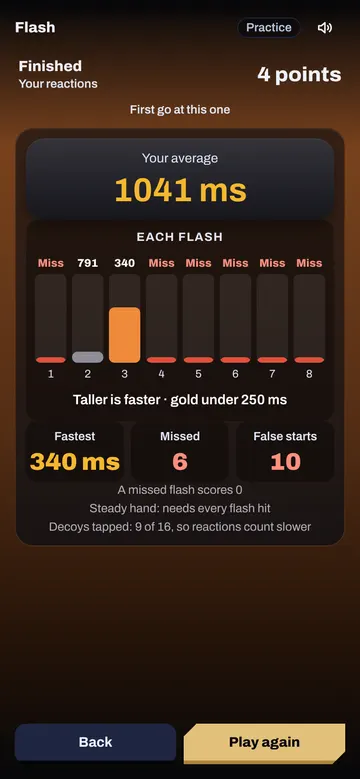 Flash
Practice
Finished
Your reactions
4 points
First go at this one
Your average
1041 ms
EACH FLASH
Miss 791 340 Miss Miss Miss Miss Miss
1 2 3 4 5 6 7 8
Taller is faster · gold under 250 ms
Fastest Missed False starts
340 ms 6 10
A missed flash scores 0
Steady hand: needs every flash hit
Decoys tapped: 9 of 16, so reactions count slower
Back Play again